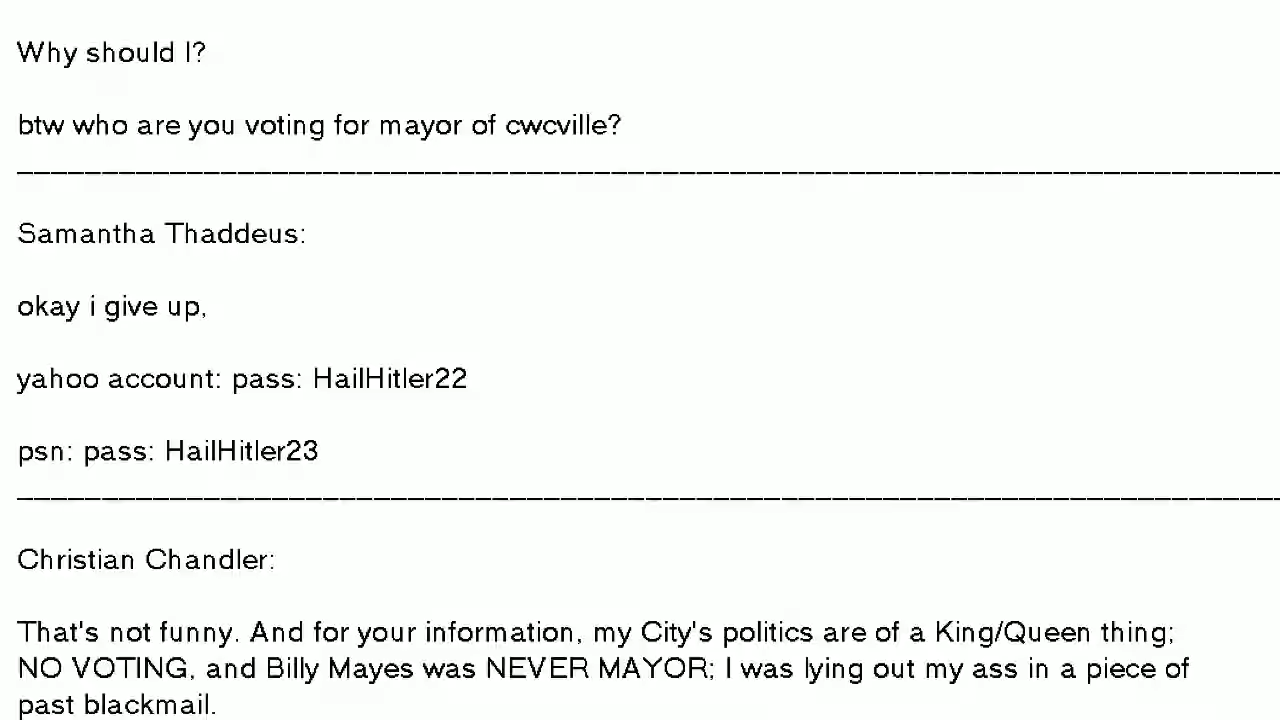 Why should I?
btw who are you voting for mayor of cwcville?
Samantha Thaddeus:
okay i give up,
yahoo account: pass: HailHitler22
psn: pass: HailHitler23
Christian Chandler:
That's not funny. And for your information, my City's politics are of a King/Queen thing;
NO VOTING, and Billy Mayes was NEVER MAYOR; I was lying out my ass in a piece of
past blackmail.